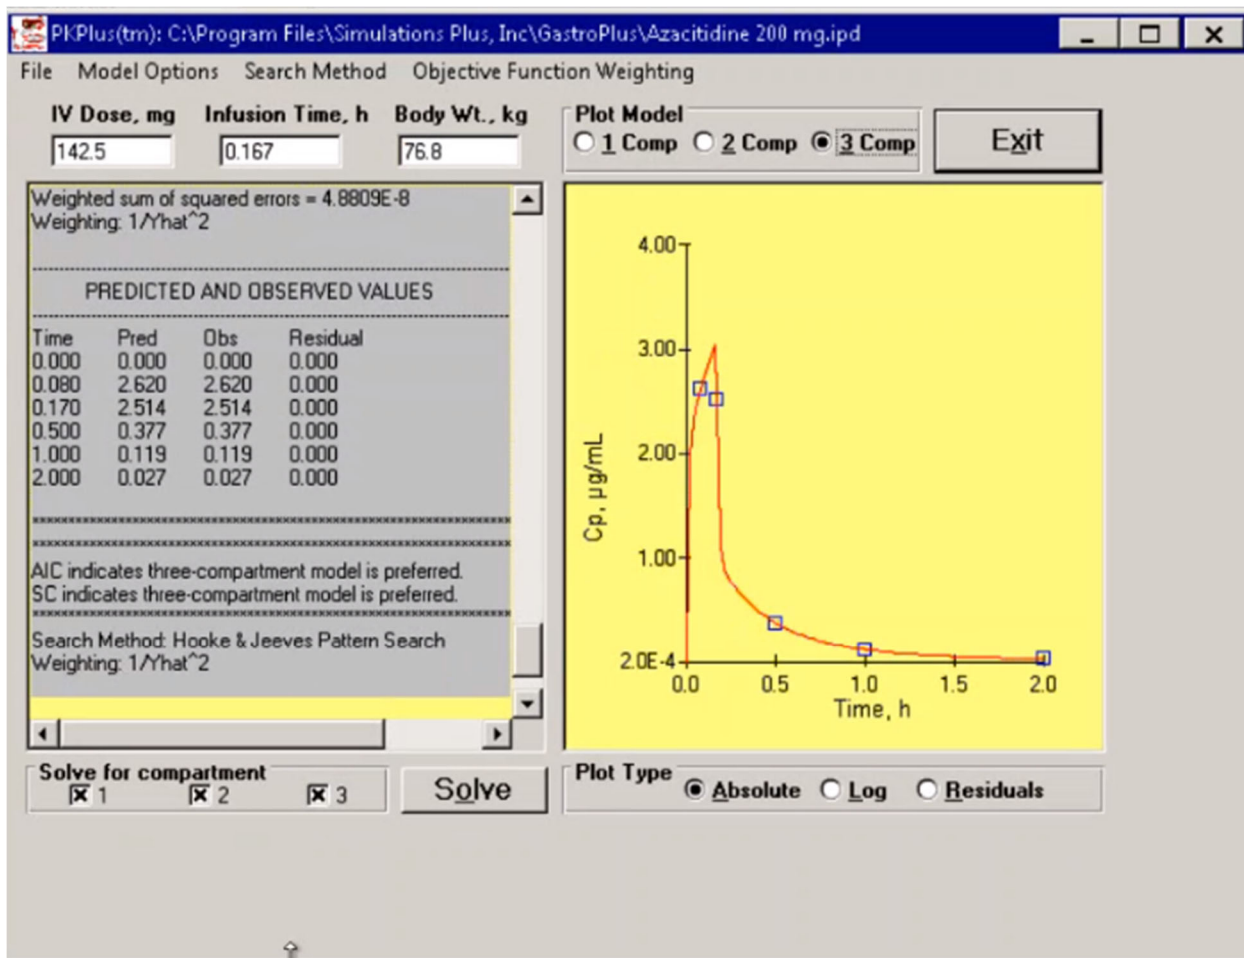 PKPlus(tm): C:\Program Files\Simulations Plus, Inc\GastroPlus\Azacitidine 200 mg.ipd
File Model Options Search Method Objective Function Weighting
IV Dose, mg Infusion Time, h Body Wt., kg
142.5 0.167 76.8
Plot Model
1 Comp 2 Comp 3 Comp
Exit
Weighted sum of squared errors = 4.8809E-8
Weighting: 1/Yhat^2
PREDICTED AND OBSERVED VALUES
Time Pred Obs Residual
0.000 0.000 0.000 0.000
0.080 2.620 2.620 0.000
0.170 2.514 2.514 0.000
0.500 0.377 0.377 0.000
1.000 0.119 0.119 0.000
2.000 0.027 0.027 0.000
AIC indicates three-compartment model is preferred.
SC indicates three-compartment model is preferred.
Search Method: Hooke & Jeeves Pattern Search
Weighting: 1/Yhat^2
4.00
3.00
2.00
1.00
2.0E-4
Cp, µg/mL
0.0 0.5 1.0 1.5 2.0
Time, h
Solve for compartment
1 2 3
Solve
Plot Type
Absolute Log Residuals